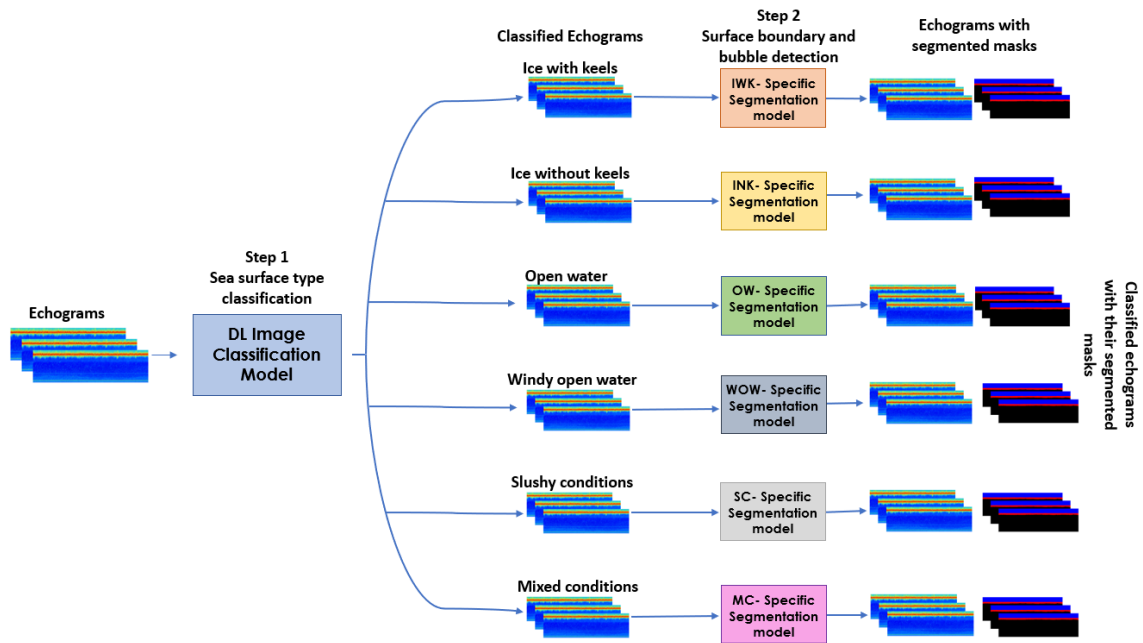 Echograms
Step 1
Sea surface type
classification
DL Image
Classification
Model
Classified Echograms
Step 2
Surface boundary and
bubble detection
Echograms with
segmented masks
Ice with keels
IWK- Specific
Segmentation
model
Ice without keels
INK- Specific
Segmentation
model
Open water
OW- Specific
Segmentation
model
Windy open water
WOW- Specific
Segmentation
model
Slushy conditions
SC- Specific
Segmentation
model
Mixed conditions
MC- Specific
Segmentation
model
Classified echograms
with their segmented
masks